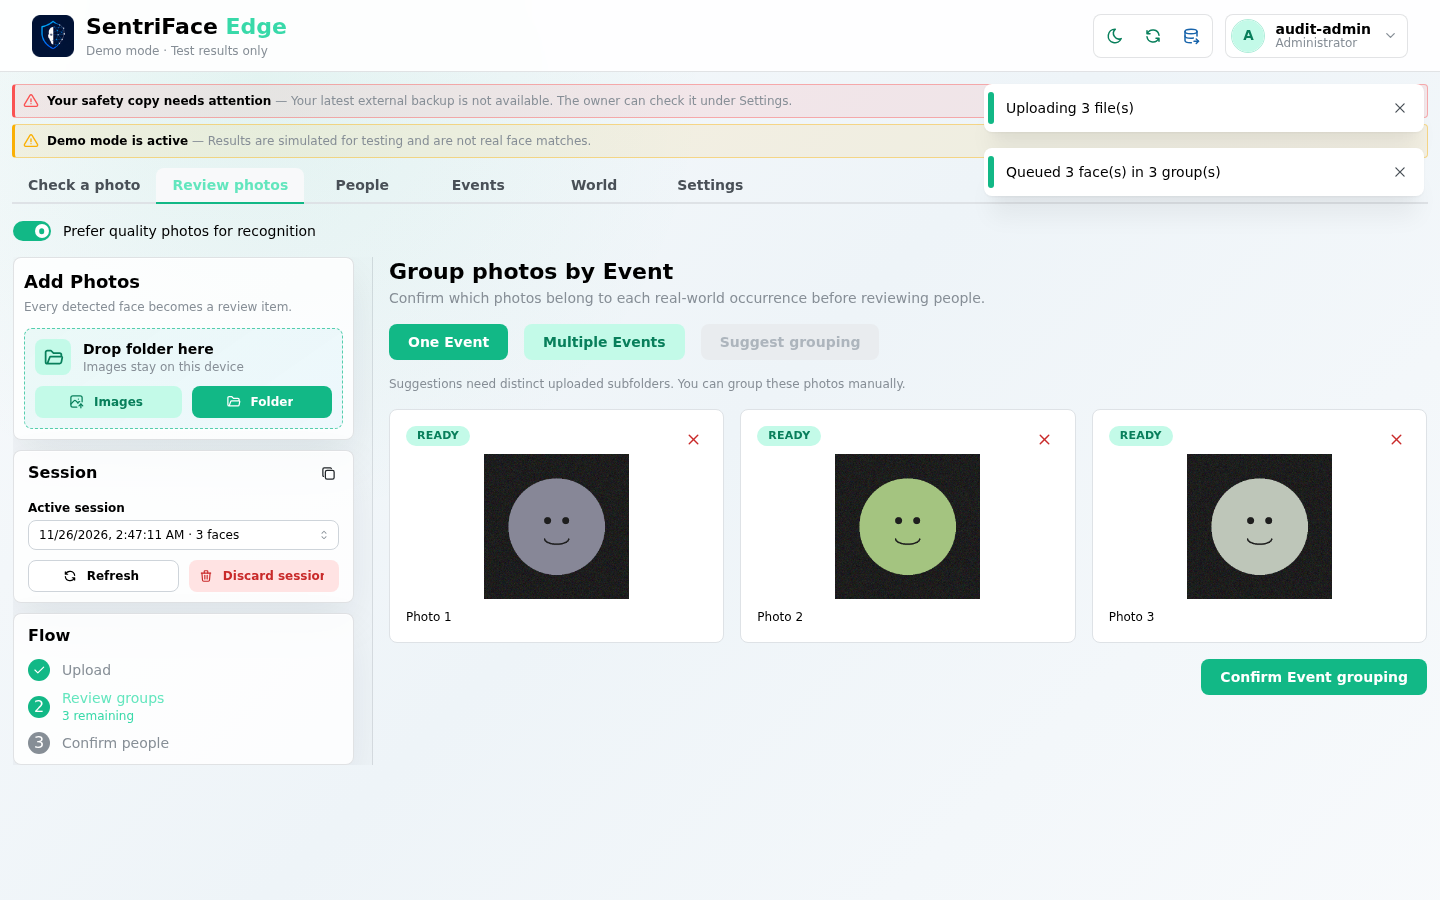 SentriFace Edge
Demo mode · Test results only
A
audit-admin
Administrator
Your safety copy needs attention — Your latest external backup is not available. The owner can check it under Settings.
Demo mode is active — Results are simulated for testing and are not real face matches.
Uploading 3 file(s)
Queued 3 face(s) in 3 group(s)
Check a photo
Review photos
People
Events
World
Settings
Prefer quality photos for recognition
Add Photos
Every detected face becomes a review item.
Drop folder here
Images stay on this device
Images
Folder
Session
Active session
11/26/2026, 2:47:11 AM · 3 faces
Refresh
Discard session
Flow
Upload
2
Review groups
3 remaining
3
Confirm people
Group photos by Event
Confirm which photos belong to each real-world occurrence before reviewing people.
One Event
Multiple Events
Suggest grouping
Suggestions need distinct uploaded subfolders. You can group these photos manually.
READY
Photo 1
READY
Photo 2
READY
Photo 3
Confirm Event grouping